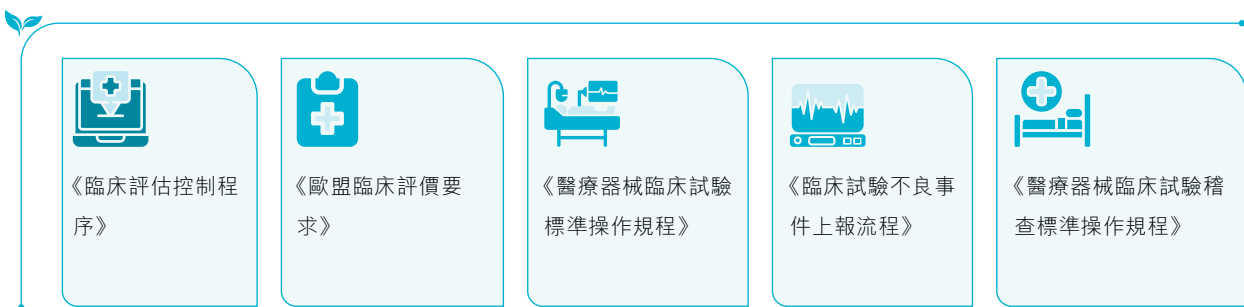 《臨床評估控制程
序》
《歐盟臨床評價要
求》
《醫療器械臨床試驗
標準操作規程》
《臨床試驗不良事
件上報流程》
《醫療器械臨床試驗稽
查標準操作規程》